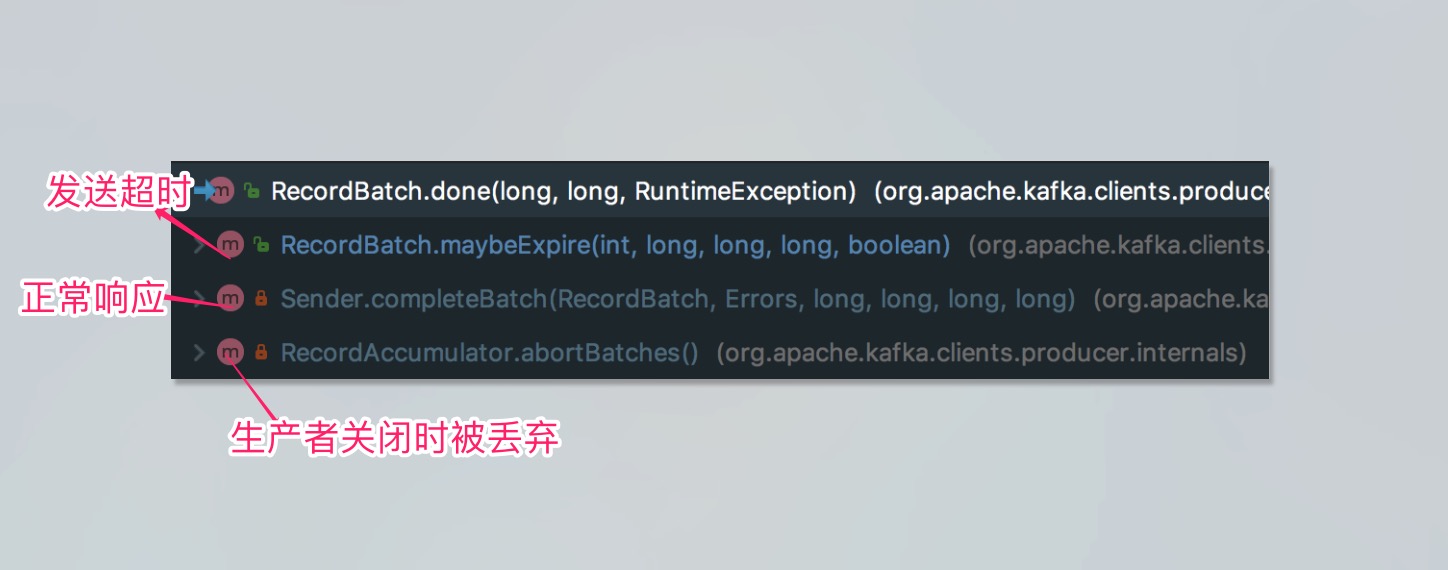 发送超时
m RecordBatch.done(long, long, RuntimeException) (org.apache.kafka.clients.produce
m RecordBatch.maybeExpire(int, long, long, long, boolean) (org.apache.kafka.clients.
正常响应
m Sender.completeBatch(RecordBatch, Errors, long, long, long, long) (org.apache.ka
m RecordAccumulator.abortBatches() (org.apache.kafka.clients.producer.internals)
生产者关闭时被丢弃